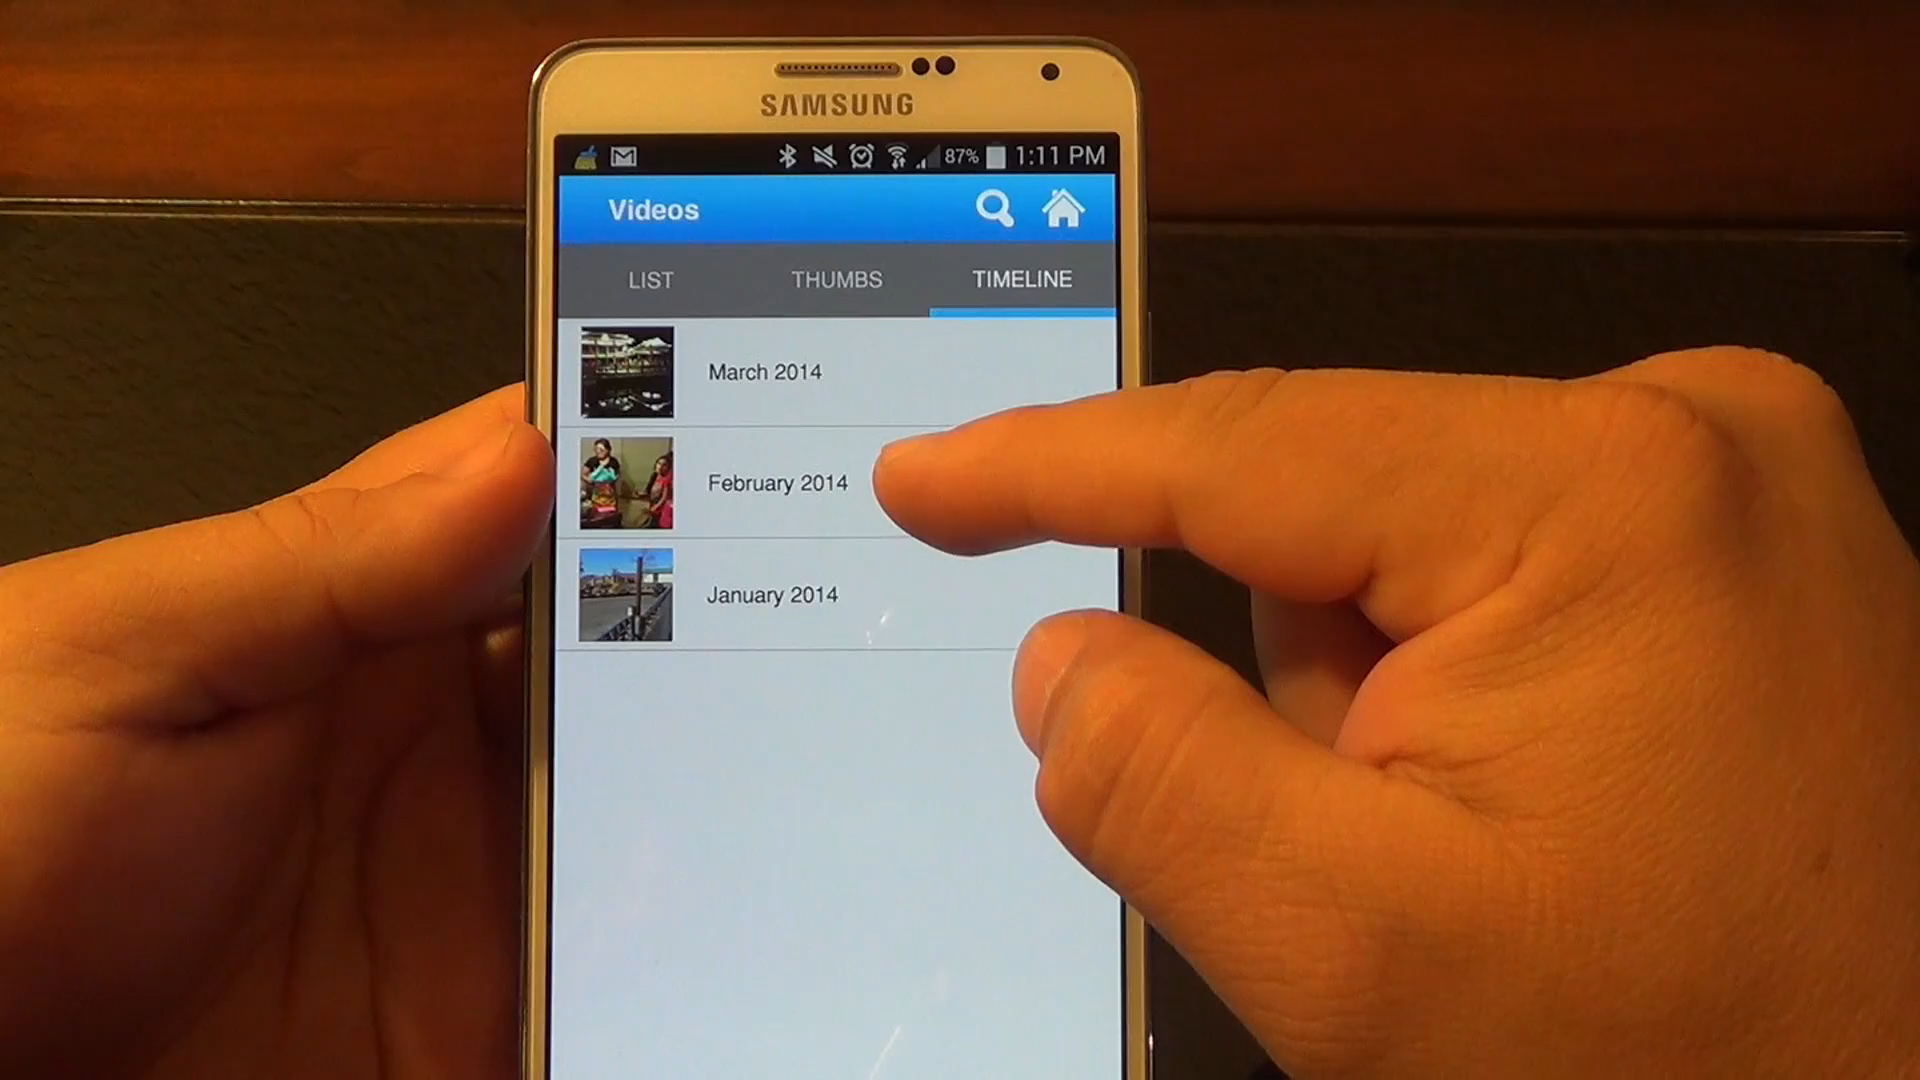 SAMSUNG
87% 1:11 PM
Videos
LIST THUMBS TIMELINE
March 2014
February 2014
January 2014